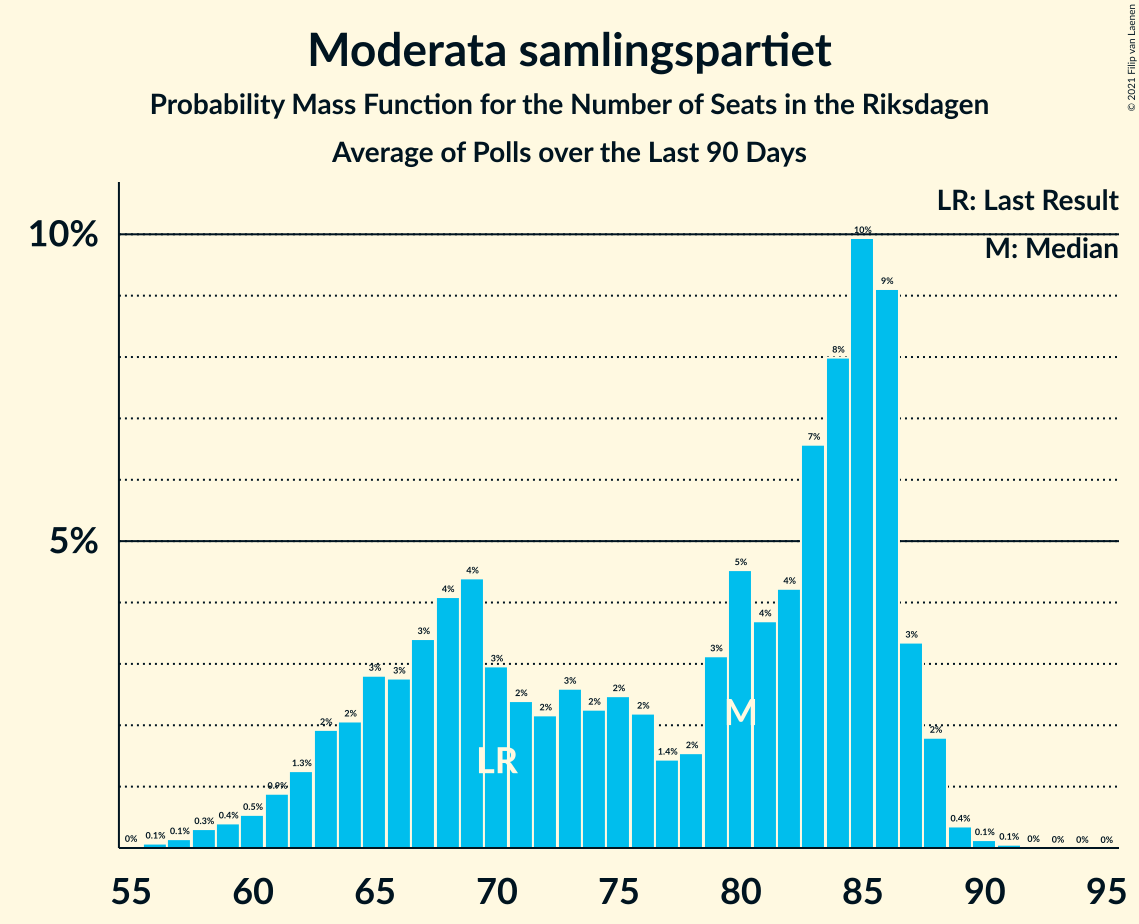 © 2021 Filip van Laenen
Moderata samlingspartiet
Probability Mass Function for the Number of Seats in the Riksdagen
Average of Polls over the Last 90 Days
LR: Last Result
M: Median
10%
5%
0% 0.1% 0.1% 0.3% 0.4% 0.5% 0.9% 1.3% 2% 2% 3% 3% 3% 4% 4% 3% 2% 2% 3% 2% 2% 2% 1.4% 2% 3% 5% 4% 4% 7% 8% 10% 9% 3% 2% 0.4% 0.1% 0.1% 0% 0% 0% 0%
LR
M
55 60 65 70 75 80 85 90 95